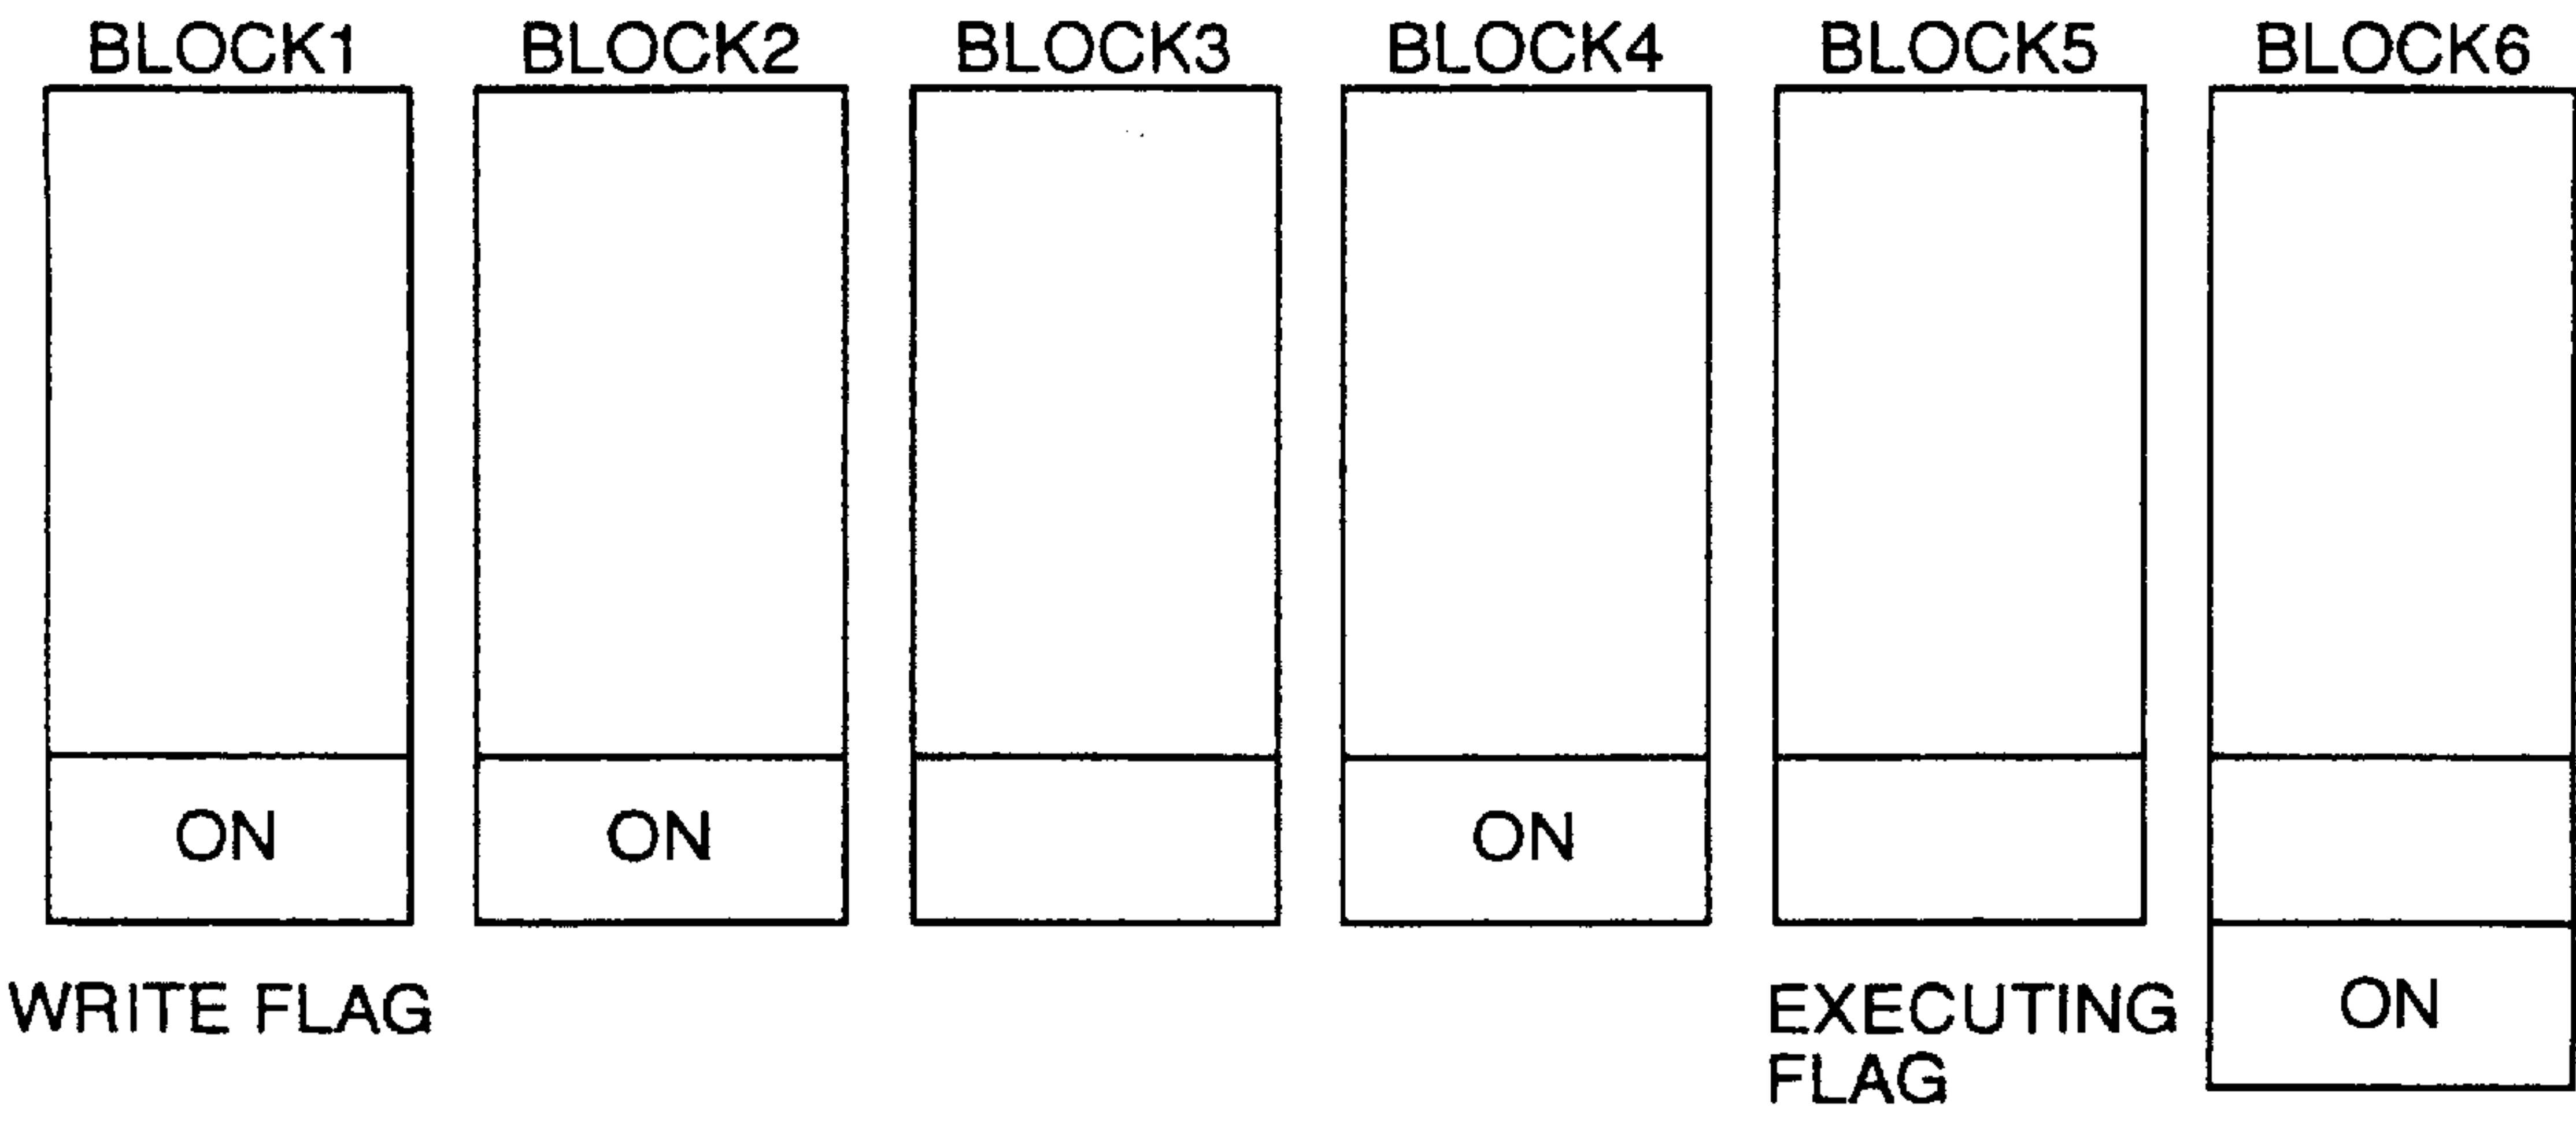 BLOCK1 BLOCK2 BLOCK3 BLOCK4 BLOCK5 BLOCK6
ON ON ON
WRITE FLAG
EXECUTING
FLAG
ON